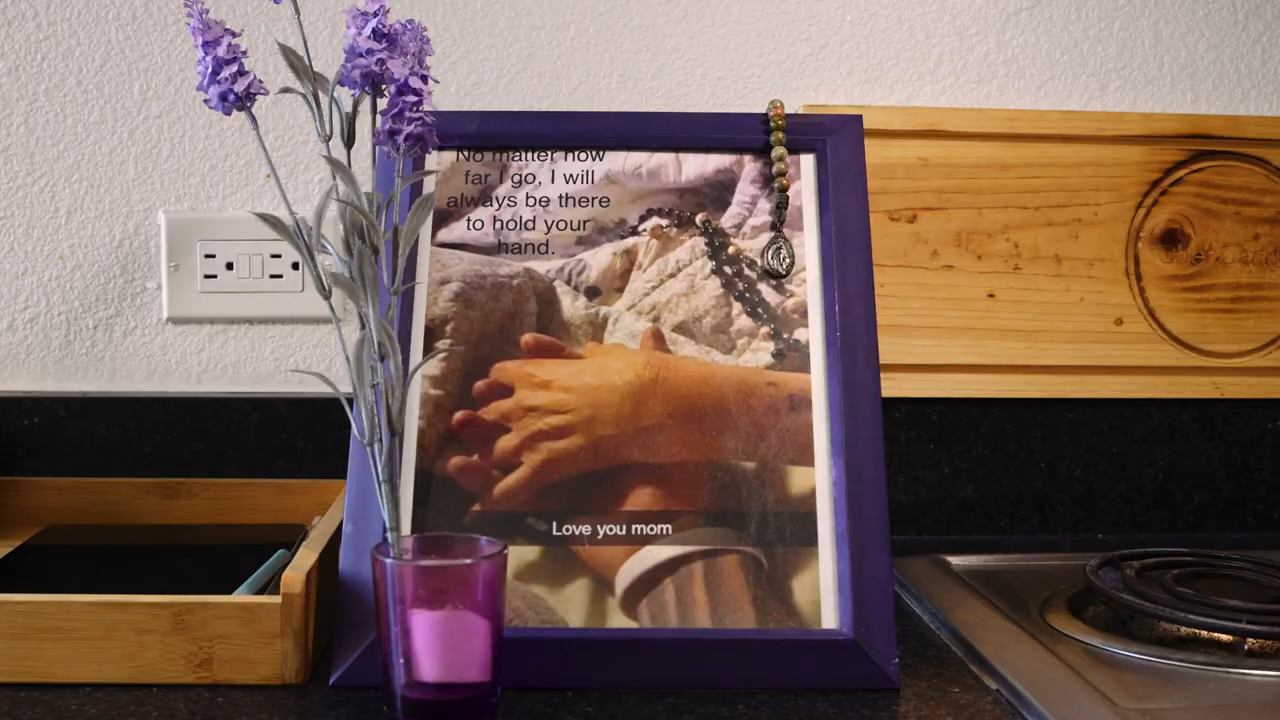 No matter how
far I go, I will
always be there
to hold your
hand.
Love you mom